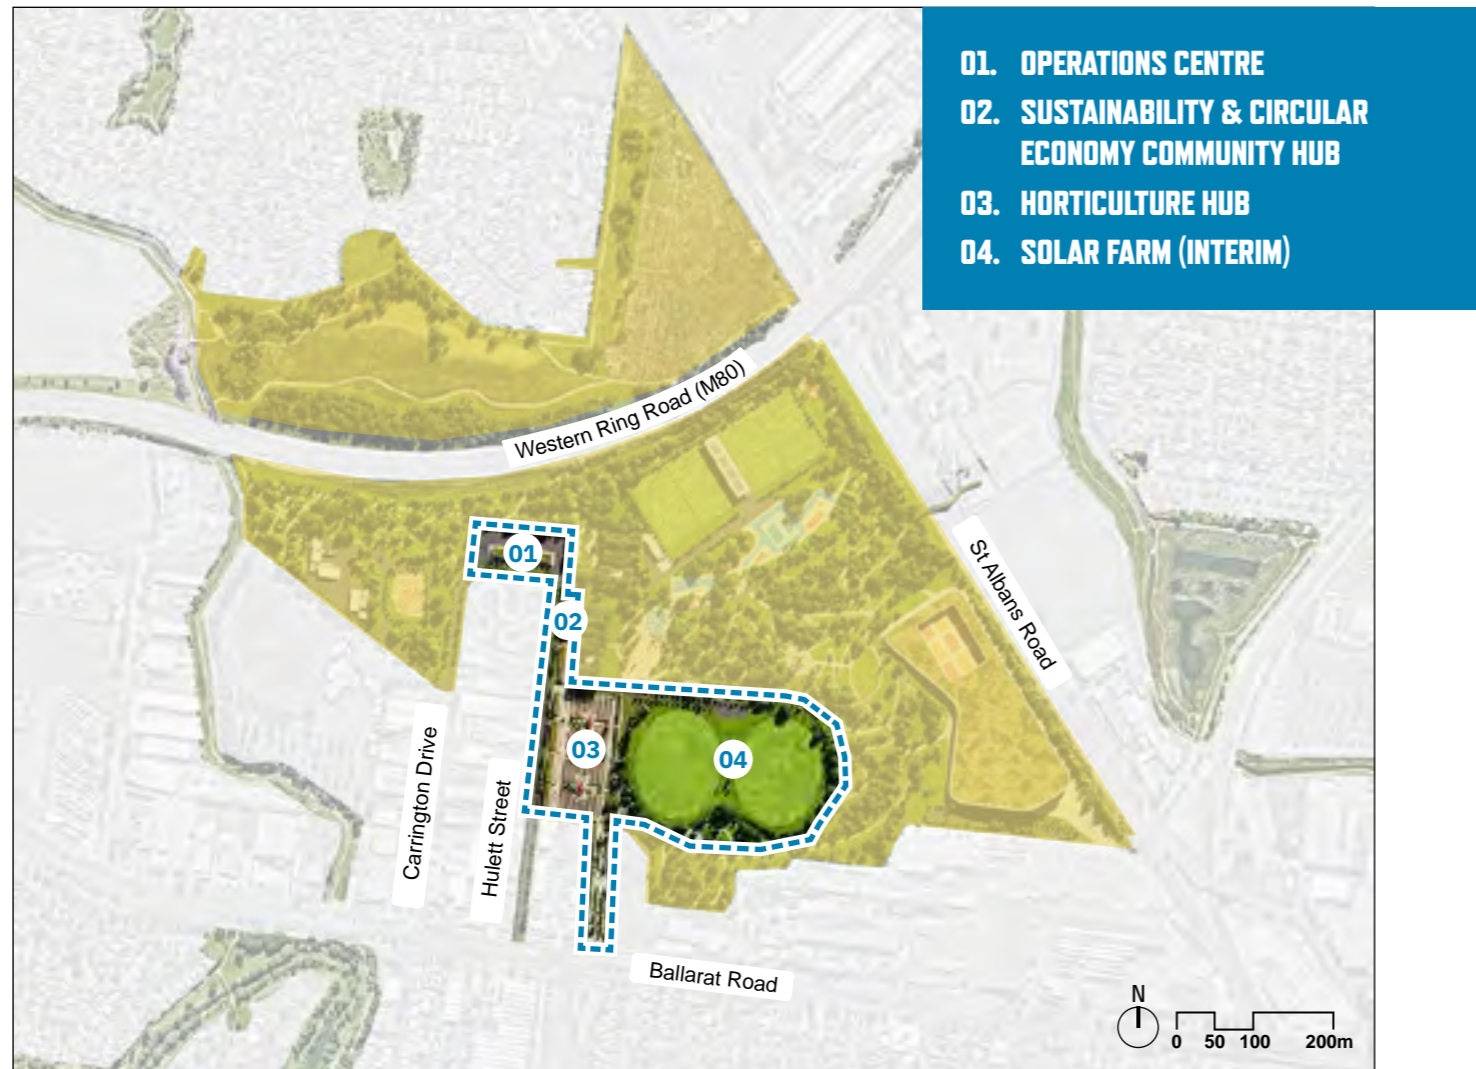 01. OPERATIONS CENTRE
02. SUSTAINABILITY & CIRCULAR
ECONOMY COMMUNITY HUB
03. HORTICULTURE HUB
04. SOLAR FARM (INTERIM)
Western Ring Road (M80)
01
02
St Albans Road
03
04
Carrington Drive
Hulett Street
Ballarat Road
N
0 50 100 200m